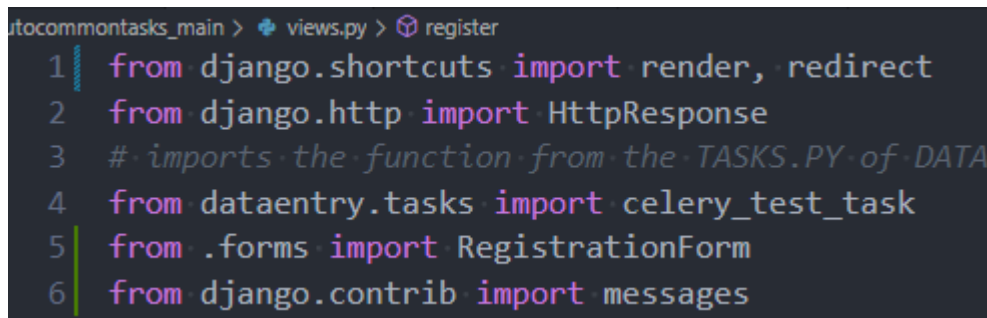 utocommontasks_main > views.py > register
1 from django.shortcuts import render, redirect
2 from django.http import HttpResponse
3 # imports the function from the TASKS.PY of DATA
4 from dataentry.tasks import celery_test_task
5 from .forms import RegistrationForm
6 from django.contrib import messages